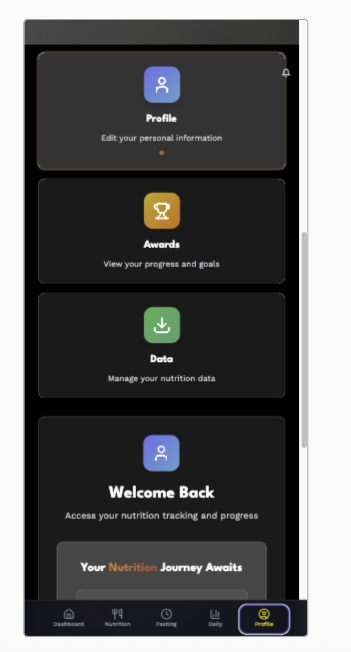 Profile
Edit your personal information
Awards
View your progress and goals
Data
Manage your nutrition data
Welcome Back
Access your nutrition tracking and progress
Your Nutrition Journey Awaits
Dashboard Nutrition Fasting Daily Profile